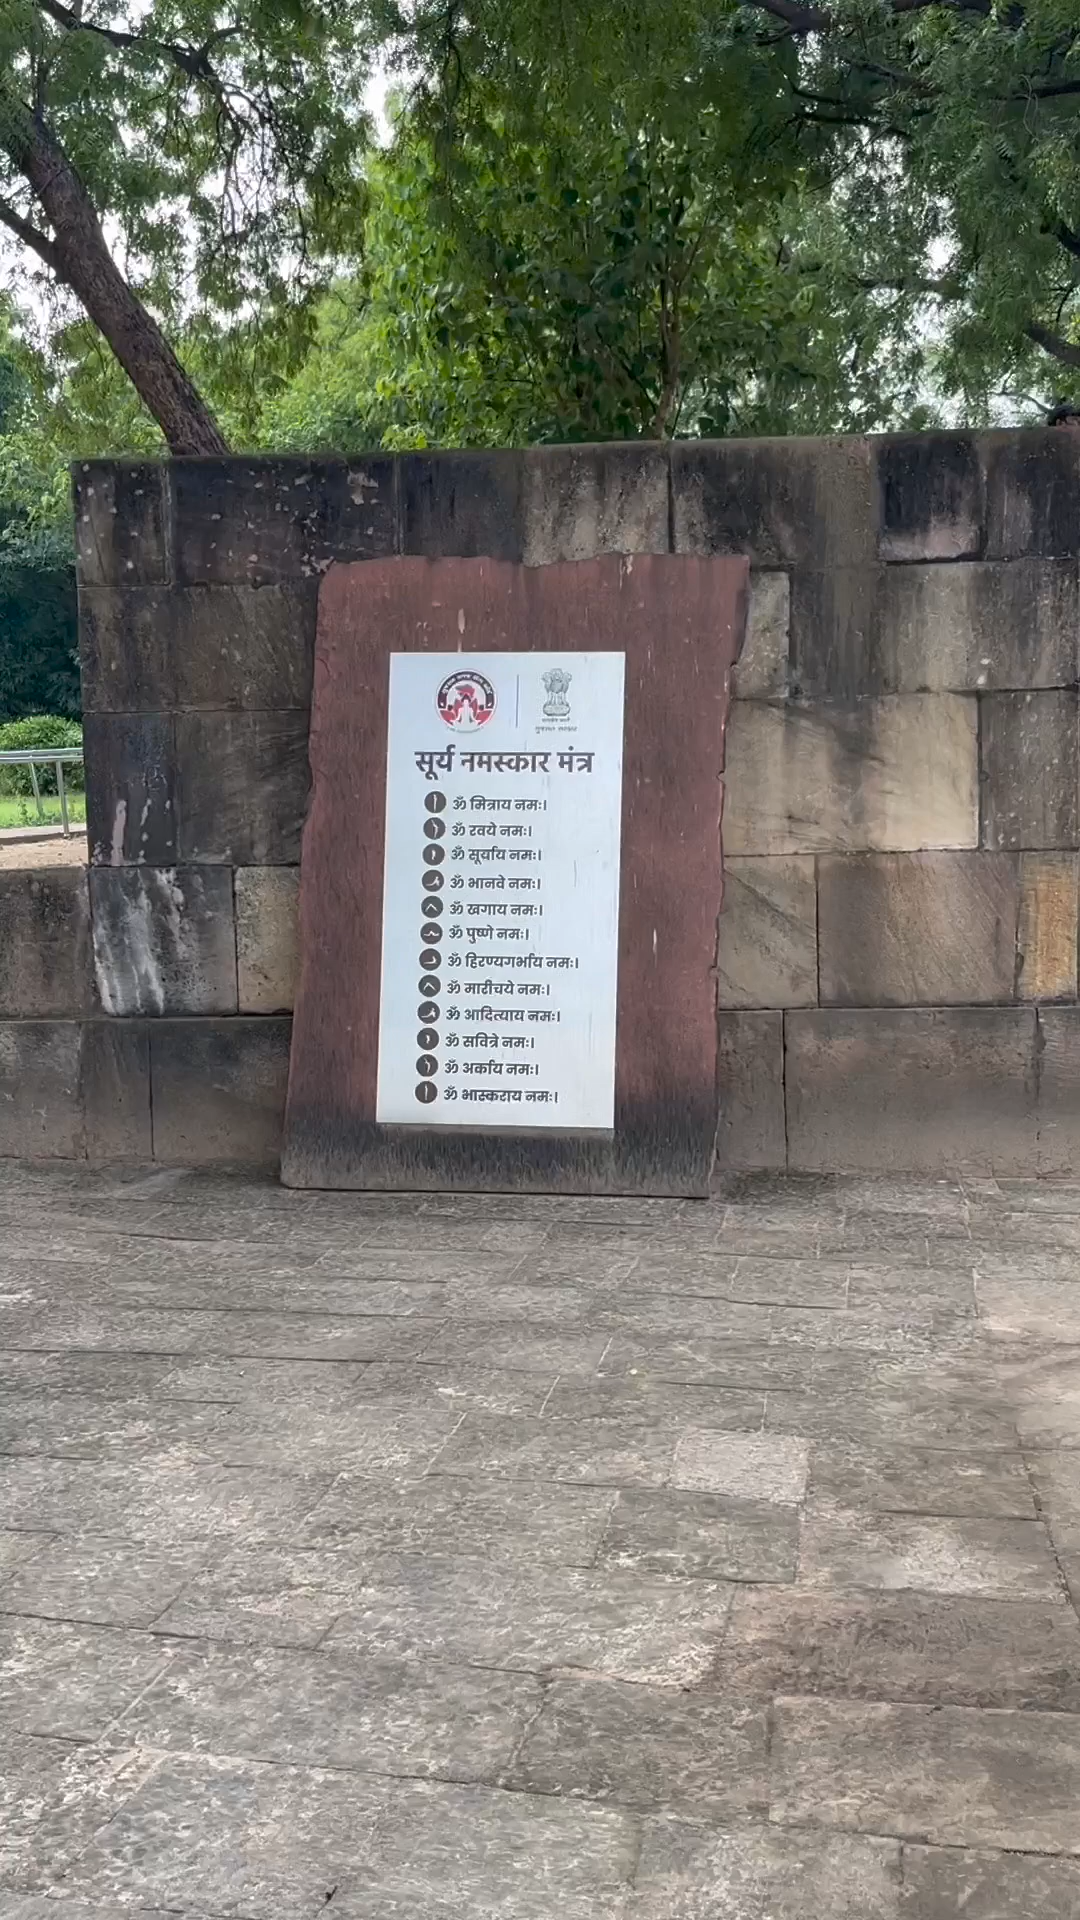 सूर्य नमस्कार मंत्र
ॐ मित्राय नमः।
ॐ रवये नमः।
ॐ सूर्याय नमः।
ॐ भानवे नमः।
ॐ खगाय नमः।
ॐ पुष्णे नमः।
ॐ हिरण्यगर्भाय नमः।
ॐ मारीचये नमः।
ॐ आदित्याय नमः।
ॐ सवित्रे नमः।
ॐ अर्काय नमः।
ॐ भास्कराय नमः।